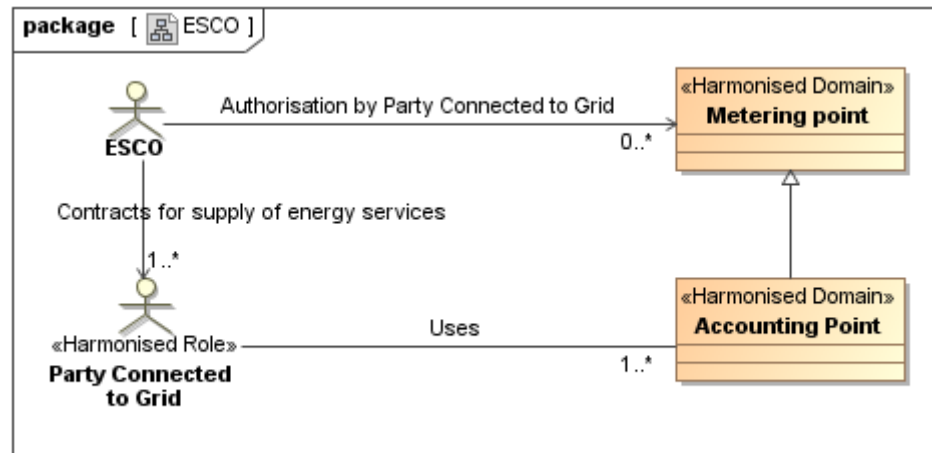 package [ ESCO ]
«Harmonised Domain»
Metering point
Authorisation by Party Connected to Grid
0..*
ESCO
Contracts for supply of energy services
1..*
«Harmonised Role»
Party Connected
to Grid
Uses
1..*
«Harmonised Domain»
Accounting Point